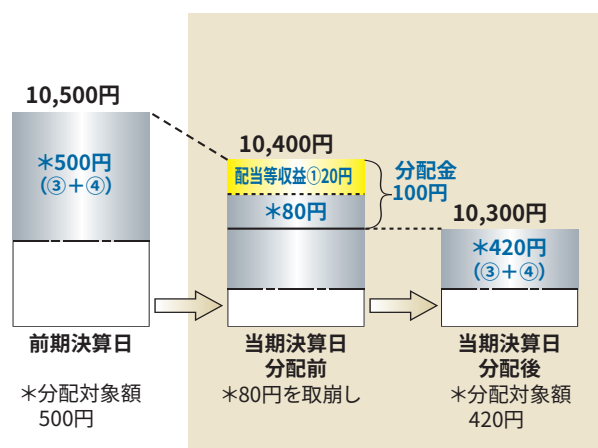 10,500円
＊500円
（③＋④）
前期決算日
＊分配対象額
500円
10,400円
配当等収益①20円
＊80円
分配金
100円
当期決算日
分配前
＊80円を取崩し
10,300円
＊420円
（③＋④）
当期決算日
分配後
＊分配対象額
420円